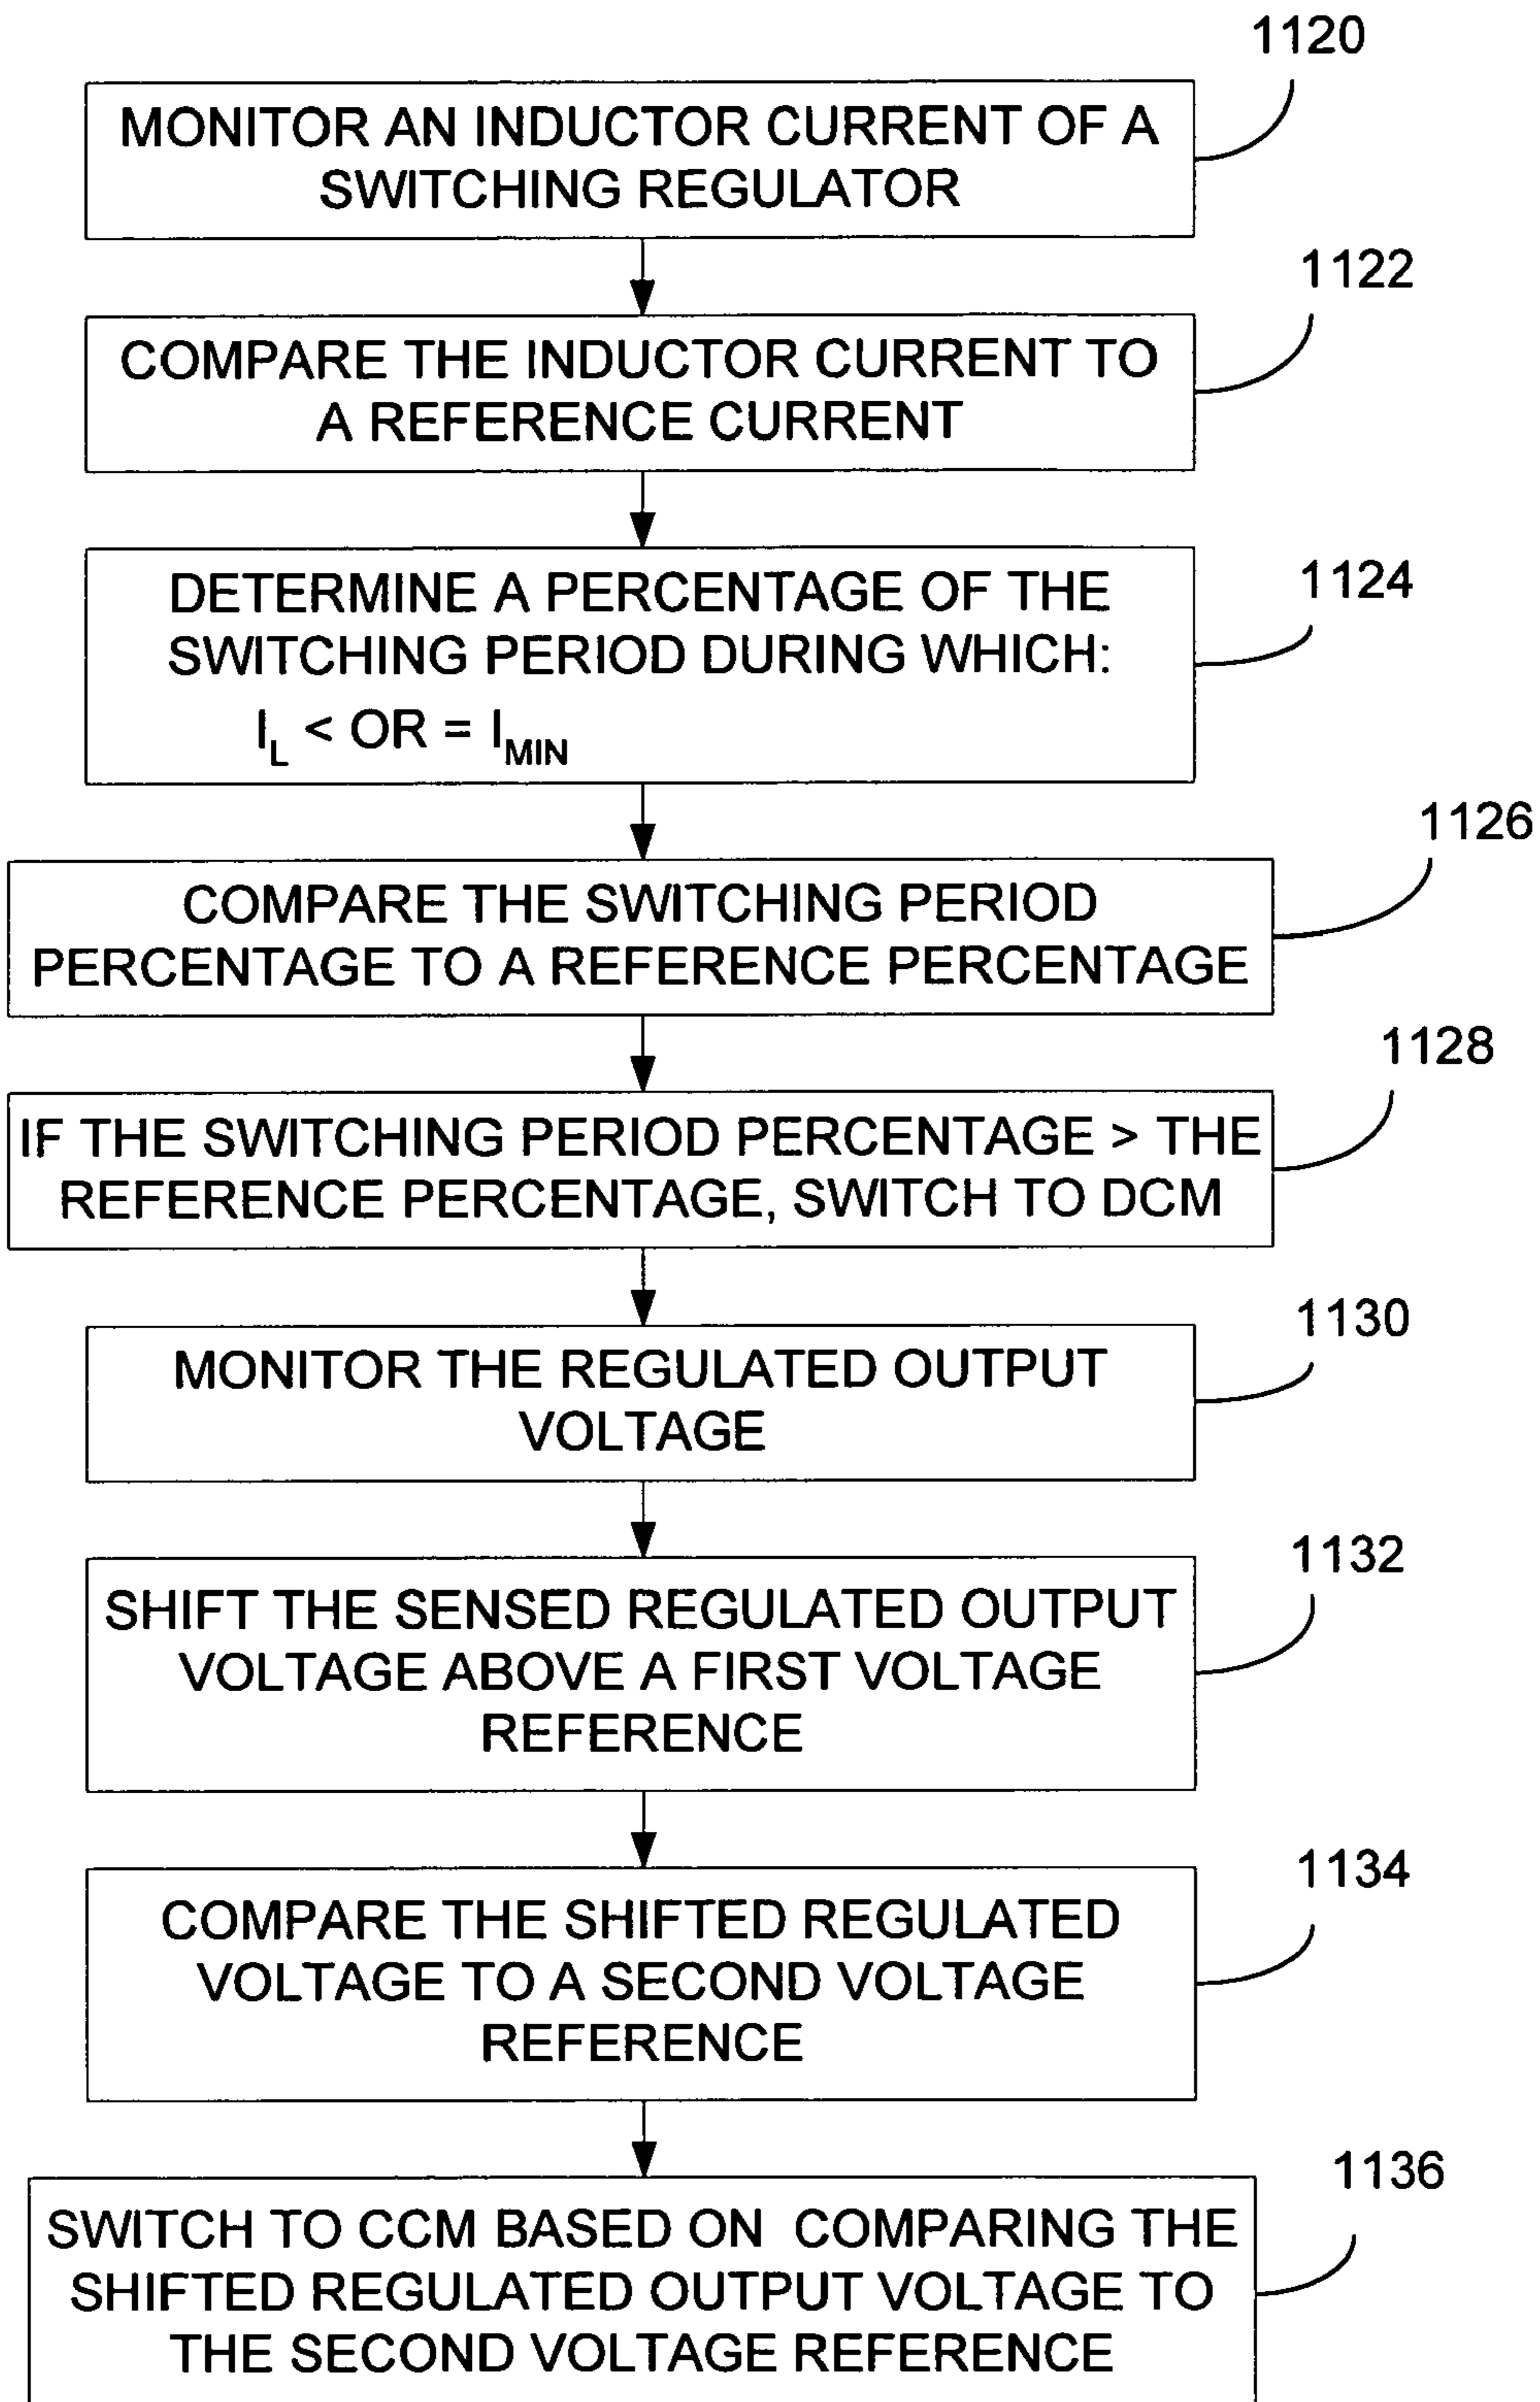 1120
MONITOR AN INDUCTOR CURRENT OF A
SWITCHING REGULATOR
1122
COMPARE THE INDUCTOR CURRENT TO
A REFERENCE CURRENT
1124
DETERMINE A PERCENTAGE OF THE
SWITCHING PERIOD DURING WHICH:
I_L < OR = I_MIN
1126
COMPARE THE SWITCHING PERIOD
PERCENTAGE TO A REFERENCE PERCENTAGE
1128
IF THE SWITCHING PERIOD PERCENTAGE > THE
REFERENCE PERCENTAGE, SWITCH TO DCM
1130
MONITOR THE REGULATED OUTPUT
VOLTAGE
1132
SHIFT THE SENSED REGULATED OUTPUT
VOLTAGE ABOVE A FIRST VOLTAGE
REFERENCE
1134
COMPARE THE SHIFTED REGULATED
VOLTAGE TO A SECOND VOLTAGE
REFERENCE
1136
SWITCH TO CCM BASED ON COMPARING THE
SHIFTED REGULATED OUTPUT VOLTAGE TO
THE SECOND VOLTAGE REFERENCE